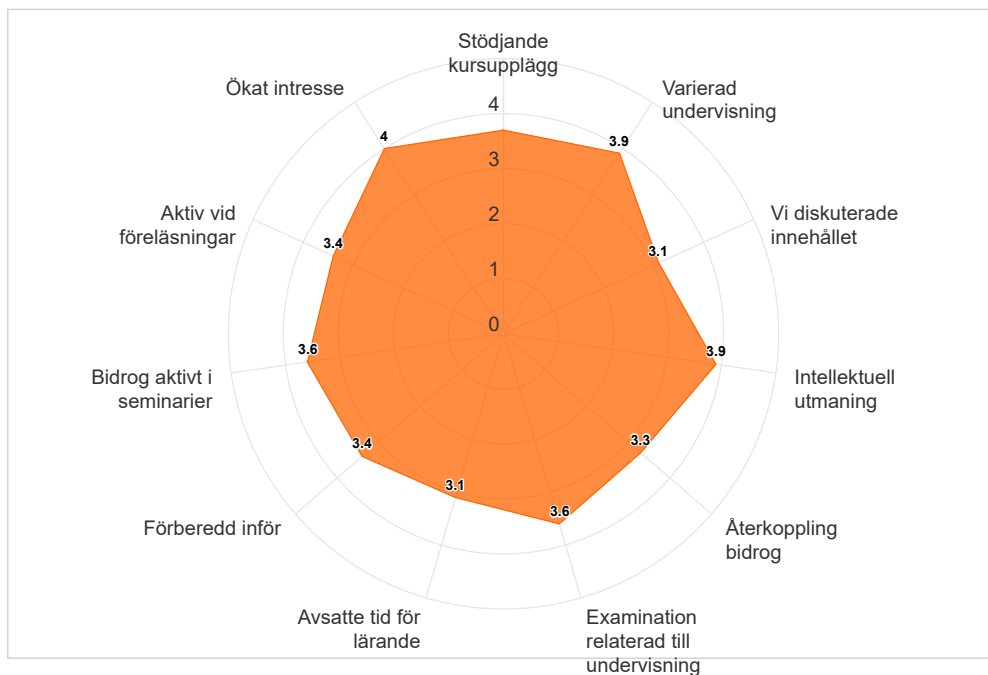 Stödjande
kursupplägg
Ökat intresse
Varierad
undervisning
4
4
3.9
3
Aktiv vid
föreläsningar
Vi diskuterade
innehållet
2
3.4
3.1
1
0
3.6
3.9
Bidrog aktivt i
seminarier
Intellektuell
utmaning
3.4
3.3
3.1
3.6
Förberedd inför
Återkoppling
bidrog
Avsatte tid för
lärande
Examination
relaterad till
undervisning